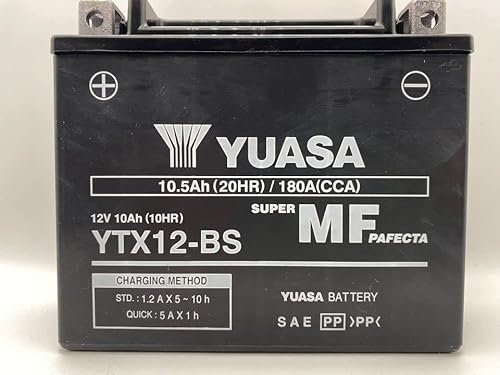 + −
YUASA
10.5Ah (20HR) / 180A(CCA)
12V 10Ah (10HR)
SUPER MF PAFECTA
YTX12-BS
CHARGING METHOD
STD. : 1.2 A X 5 ~ 10 h
QUICK : 5 A X 1 h
YUASA BATTERY
S A E PP >PP<